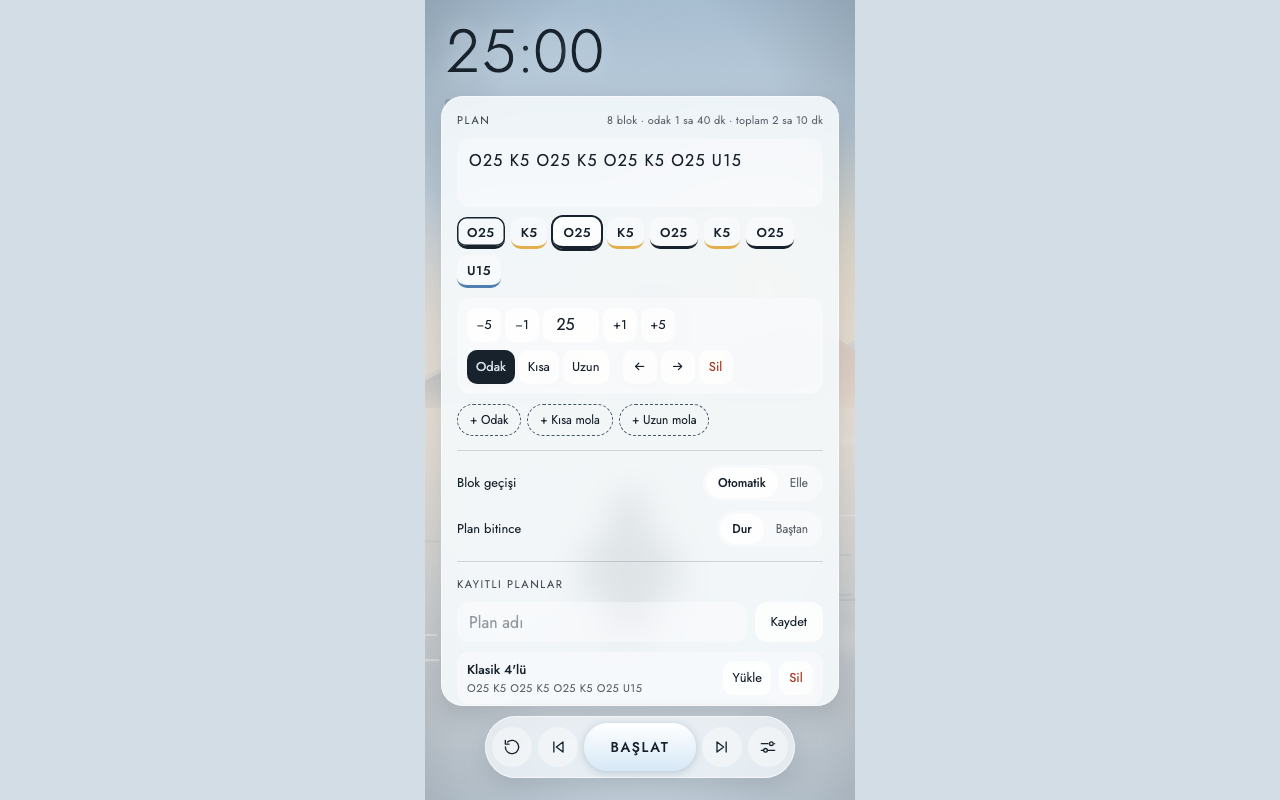 25:00
PLAN 8 blok · odak 1 sa 40 dk · toplam 2 sa 10 dk
O25 K5 O25 K5 O25 K5 O25 U15
O25 K5 O25 K5 O25 K5 O25
U15
−5 −1 25 +1 +5
Odak Kısa Uzun ← → Sil
+ Odak + Kısa mola + Uzun mola
Blok geçişi Otomatik Elle
Plan bitince Dur Baştan
KAYITLI PLANLAR
Plan adı Kaydet
Klasik 4'lü Yükle Sil
O25 K5 O25 K5 O25 K5 O25 U15
BAŞLAT